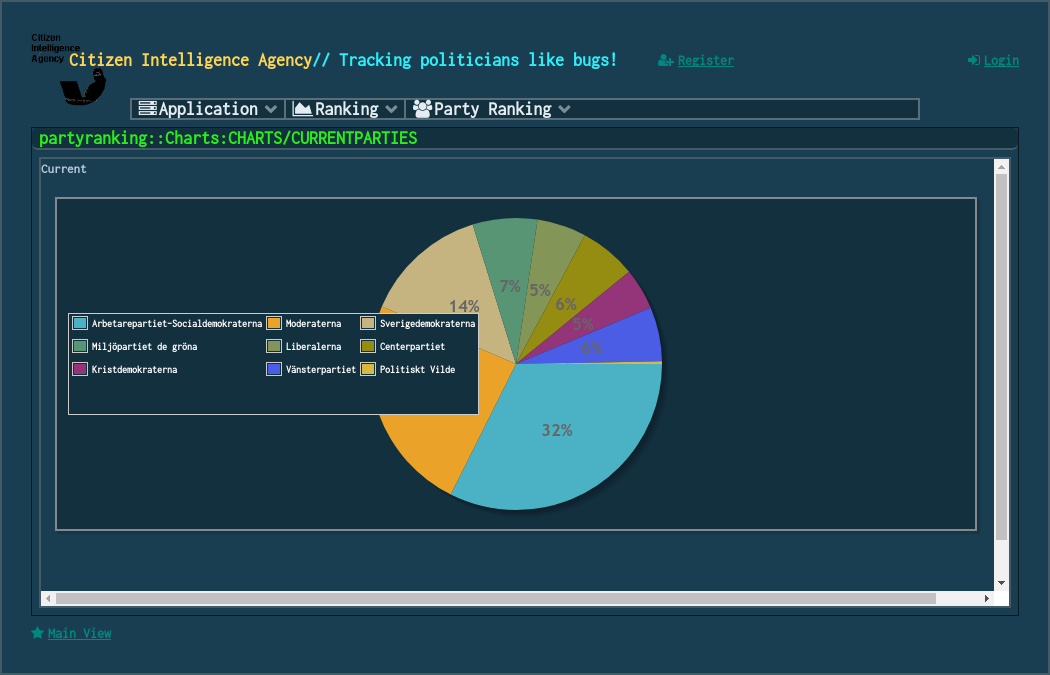 Citizen
Intelligence
Agency
Citizen Intelligence Agency// Tracking politicians like bugs!
Register
Login
Application
Ranking
Party Ranking
partyranking::Charts:CHARTS/CURRENTPARTIES
Current
7%
5%
6%
14%
5%
6%
32%
Arbetarepartiet-Socialdemokraterna
Moderaterna
Sverigedemokraterna
Miljöpartiet de gröna
Liberalerna
Centerpartiet
Kristdemokraterna
Vänsterpartiet
Politiskt Vilde
Main View